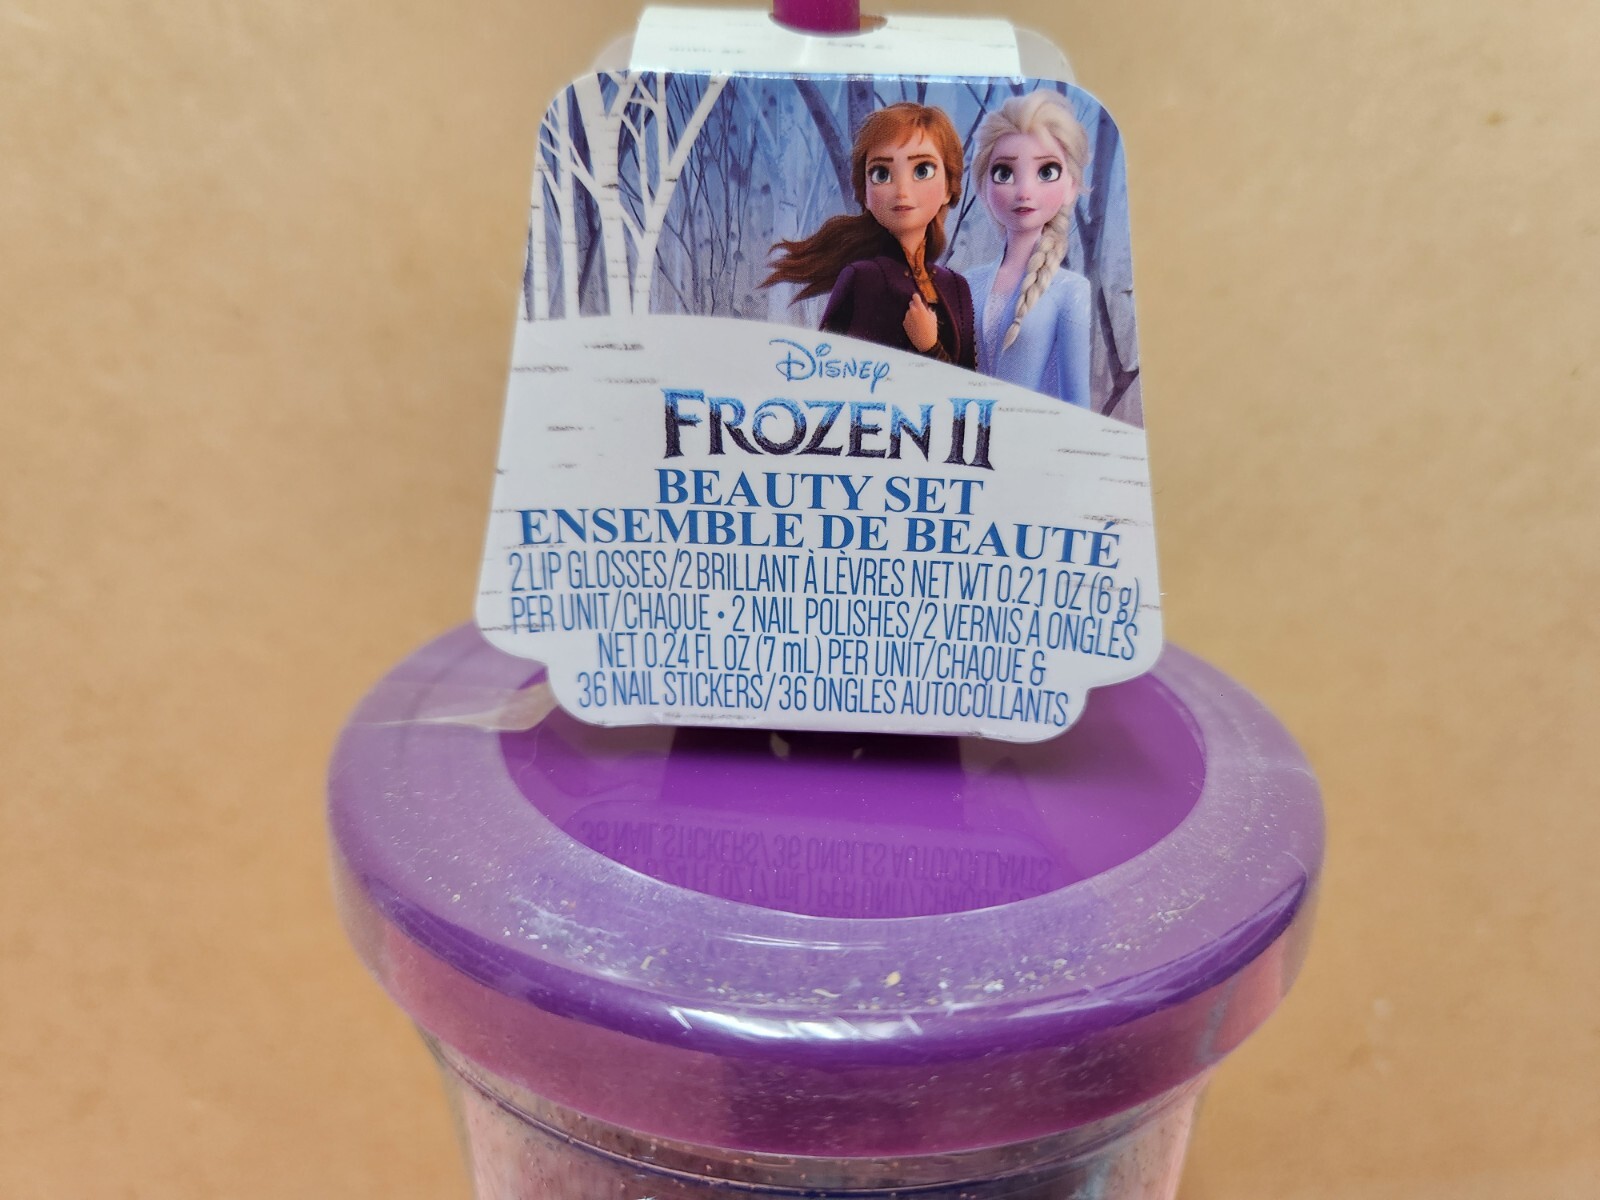 Disney
FROZEN II
BEAUTY SET
ENSEMBLE DE BEAUTÉ
2 LIP GLOSSES/2 BRILLANT À LÈVRES NET WT 0.21 OZ (6 g)
PER UNIT/CHAQUE • 2 NAIL POLISHES/2 VERNIS À ONGLES
NET 0.24 FL OZ (7 mL) PER UNIT/CHAQUE &
36 NAIL STICKERS/36 ONGLES AUTOCOLLANTS